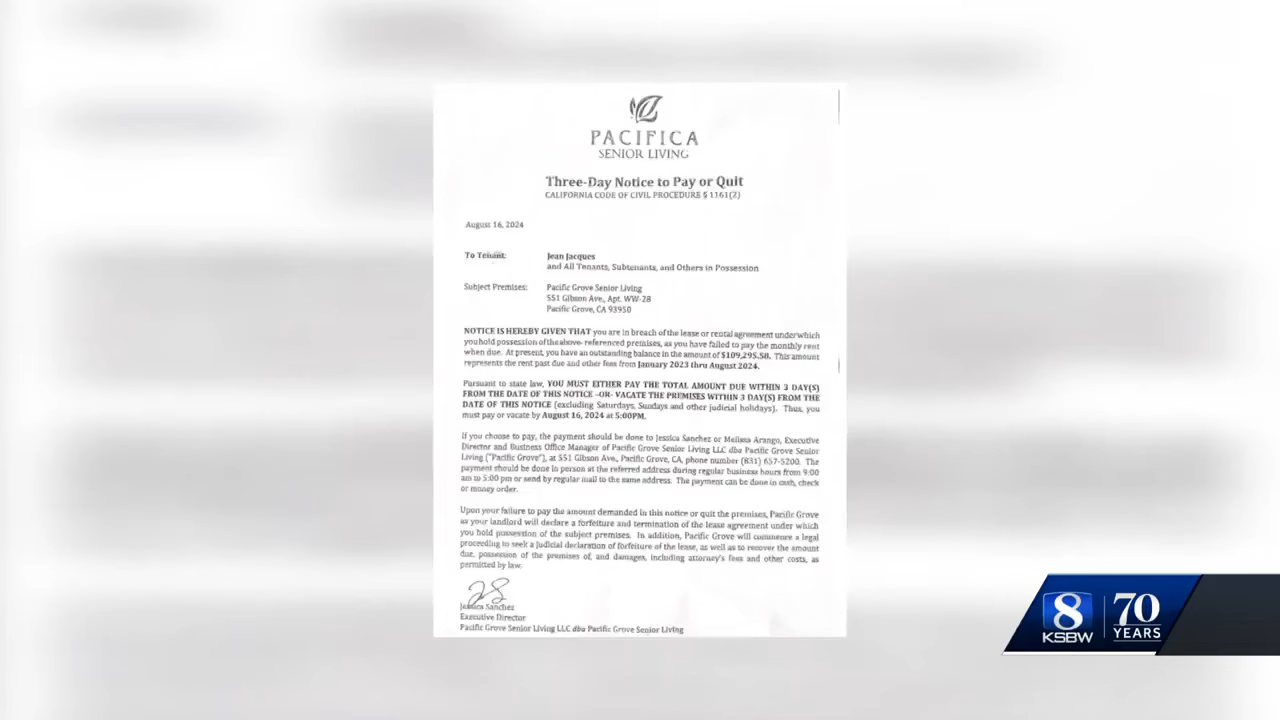 PACIFICA
SENIOR LIVING
Three-Day Notice to Pay or Quit
CALIFORNIA CODE OF CIVIL PROCEDURE § 1161(2)
August 16, 2024
To Tenant: Jean Jacques
and All Tenants, Subtenants, and Others in Possession
Subject Premises: Pacific Grove Senior Living
551 Gibson Ave., Apt. WW-28
Pacific Grove, CA 93950
NOTICE IS HEREBY GIVEN THAT you are in breach of the lease or rental agreement under which
you hold possession of the above- referenced premises, as you have failed to pay the monthly rent
when due. At present, you have an outstanding balance in the amount of $109,295.58. This amount
represents the rent past due and other fees from January 2023 thru August 2024.
Pursuant to state law, YOU MUST EITHER PAY THE TOTAL AMOUNT DUE WITHIN 3 DAY(S)
FROM THE DATE OF THIS NOTICE -OR- VACATE THE PREMISES WITHIN 3 DAY(S) FROM THE
DATE OF THIS NOTICE (excluding Saturdays, Sundays and other judicial holidays). Thus, you
must pay or vacate by August 16, 2024 at 5:00PM.
If you choose to pay, the payment should be done to Jessica Sanchez or Melissa Arango, Executive
Director and Business Office Manager of Pacific Grove Senior Living LLC dba Pacific Grove Senior
Living ("Pacific Grove"), at 551 Gibson Ave., Pacific Grove, CA, phone number (831) 657-5200. The
payment should be done in person at the referred address during regular business hours from 9:00
am to 5:00 pm or send by regular mail to the same address. The payment can be done in cash, check
or money order.
Upon your failure to pay the amount demanded in this notice or quit the premises, Pacific Grove
as your landlord will declare a forfeiture and termination of the lease agreement under which
you hold possession of the subject premises. In addition, Pacific Grove will commence a legal
proceeding to seek a judicial declaration of forfeiture of the lease, as well as to recover the amount
due, possession of the premises of, and damages, including attorney's fees and other costs, as
permitted by law.
JS
Jessica Sanchez
Executive Director
Pacific Grove Senior Living LLC dba Pacific Grove Senior Living
8
KSBW
70
YEARS